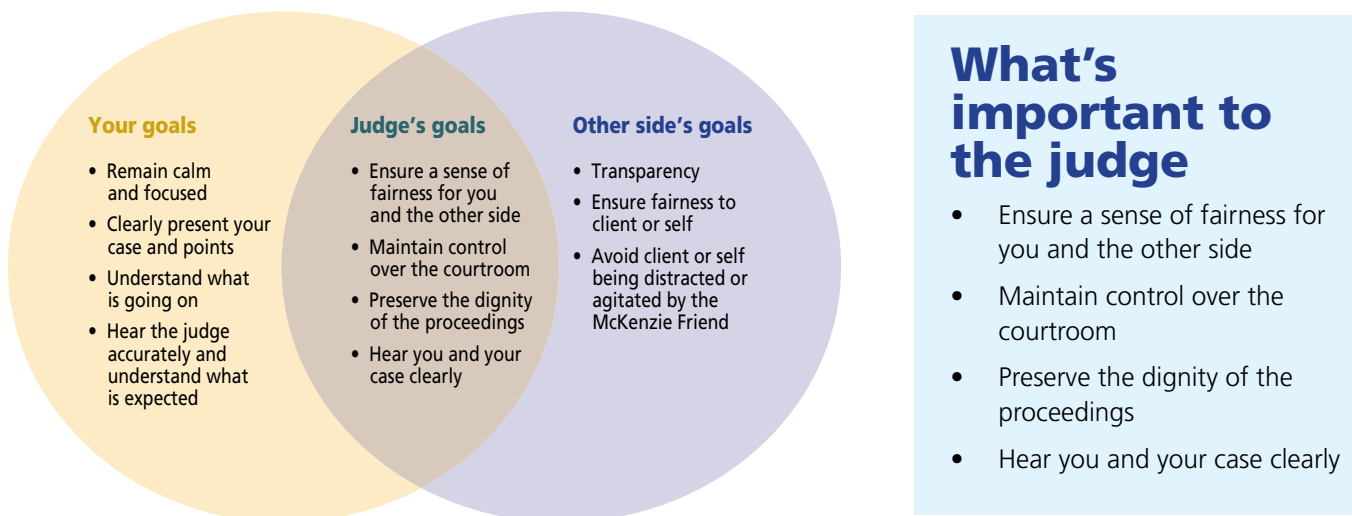 Your goals
• Remain calm
and focused
• Clearly present your
case and points
• Understand what
is going on
• Hear the judge
accurately and
understand what
is expected
Judge's goals
• Ensure a sense of
fairness for you
and the other side
• Maintain control
over the courtroom
• Preserve the dignity
of the proceedings
• Hear you and your
case clearly
Other side's goals
• Transparency
• Ensure fairness to
client or self
• Avoid client or self
being distracted or
agitated by the
McKenzie Friend
What's
important to
the judge
• Ensure a sense of fairness for
you and the other side
• Maintain control over the
courtroom
• Preserve the dignity of the
proceedings
• Hear you and your case clearly